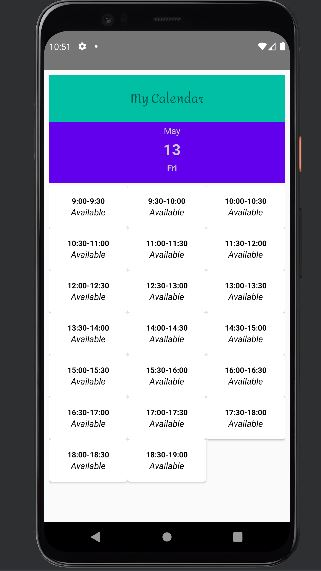 10:51
My Calendar
May
13
Fri
9:00-9:30 9:30-10:00 10:00-10:30
Available Available Available
10:30-11:00 11:00-11:30 11:30-12:00
Available Available Available
12:00-12:30 12:30-13:00 13:00-13:30
Available Available Available
13:30-14:00 14:00-14:30 14:30-15:00
Available Available Available
15:00-15:30 15:30-16:00 16:00-16:30
Available Available Available
16:30-17:00 17:00-17:30 17:30-18:00
Available Available Available
18:00-18:30 18:30-19:00
Available Available